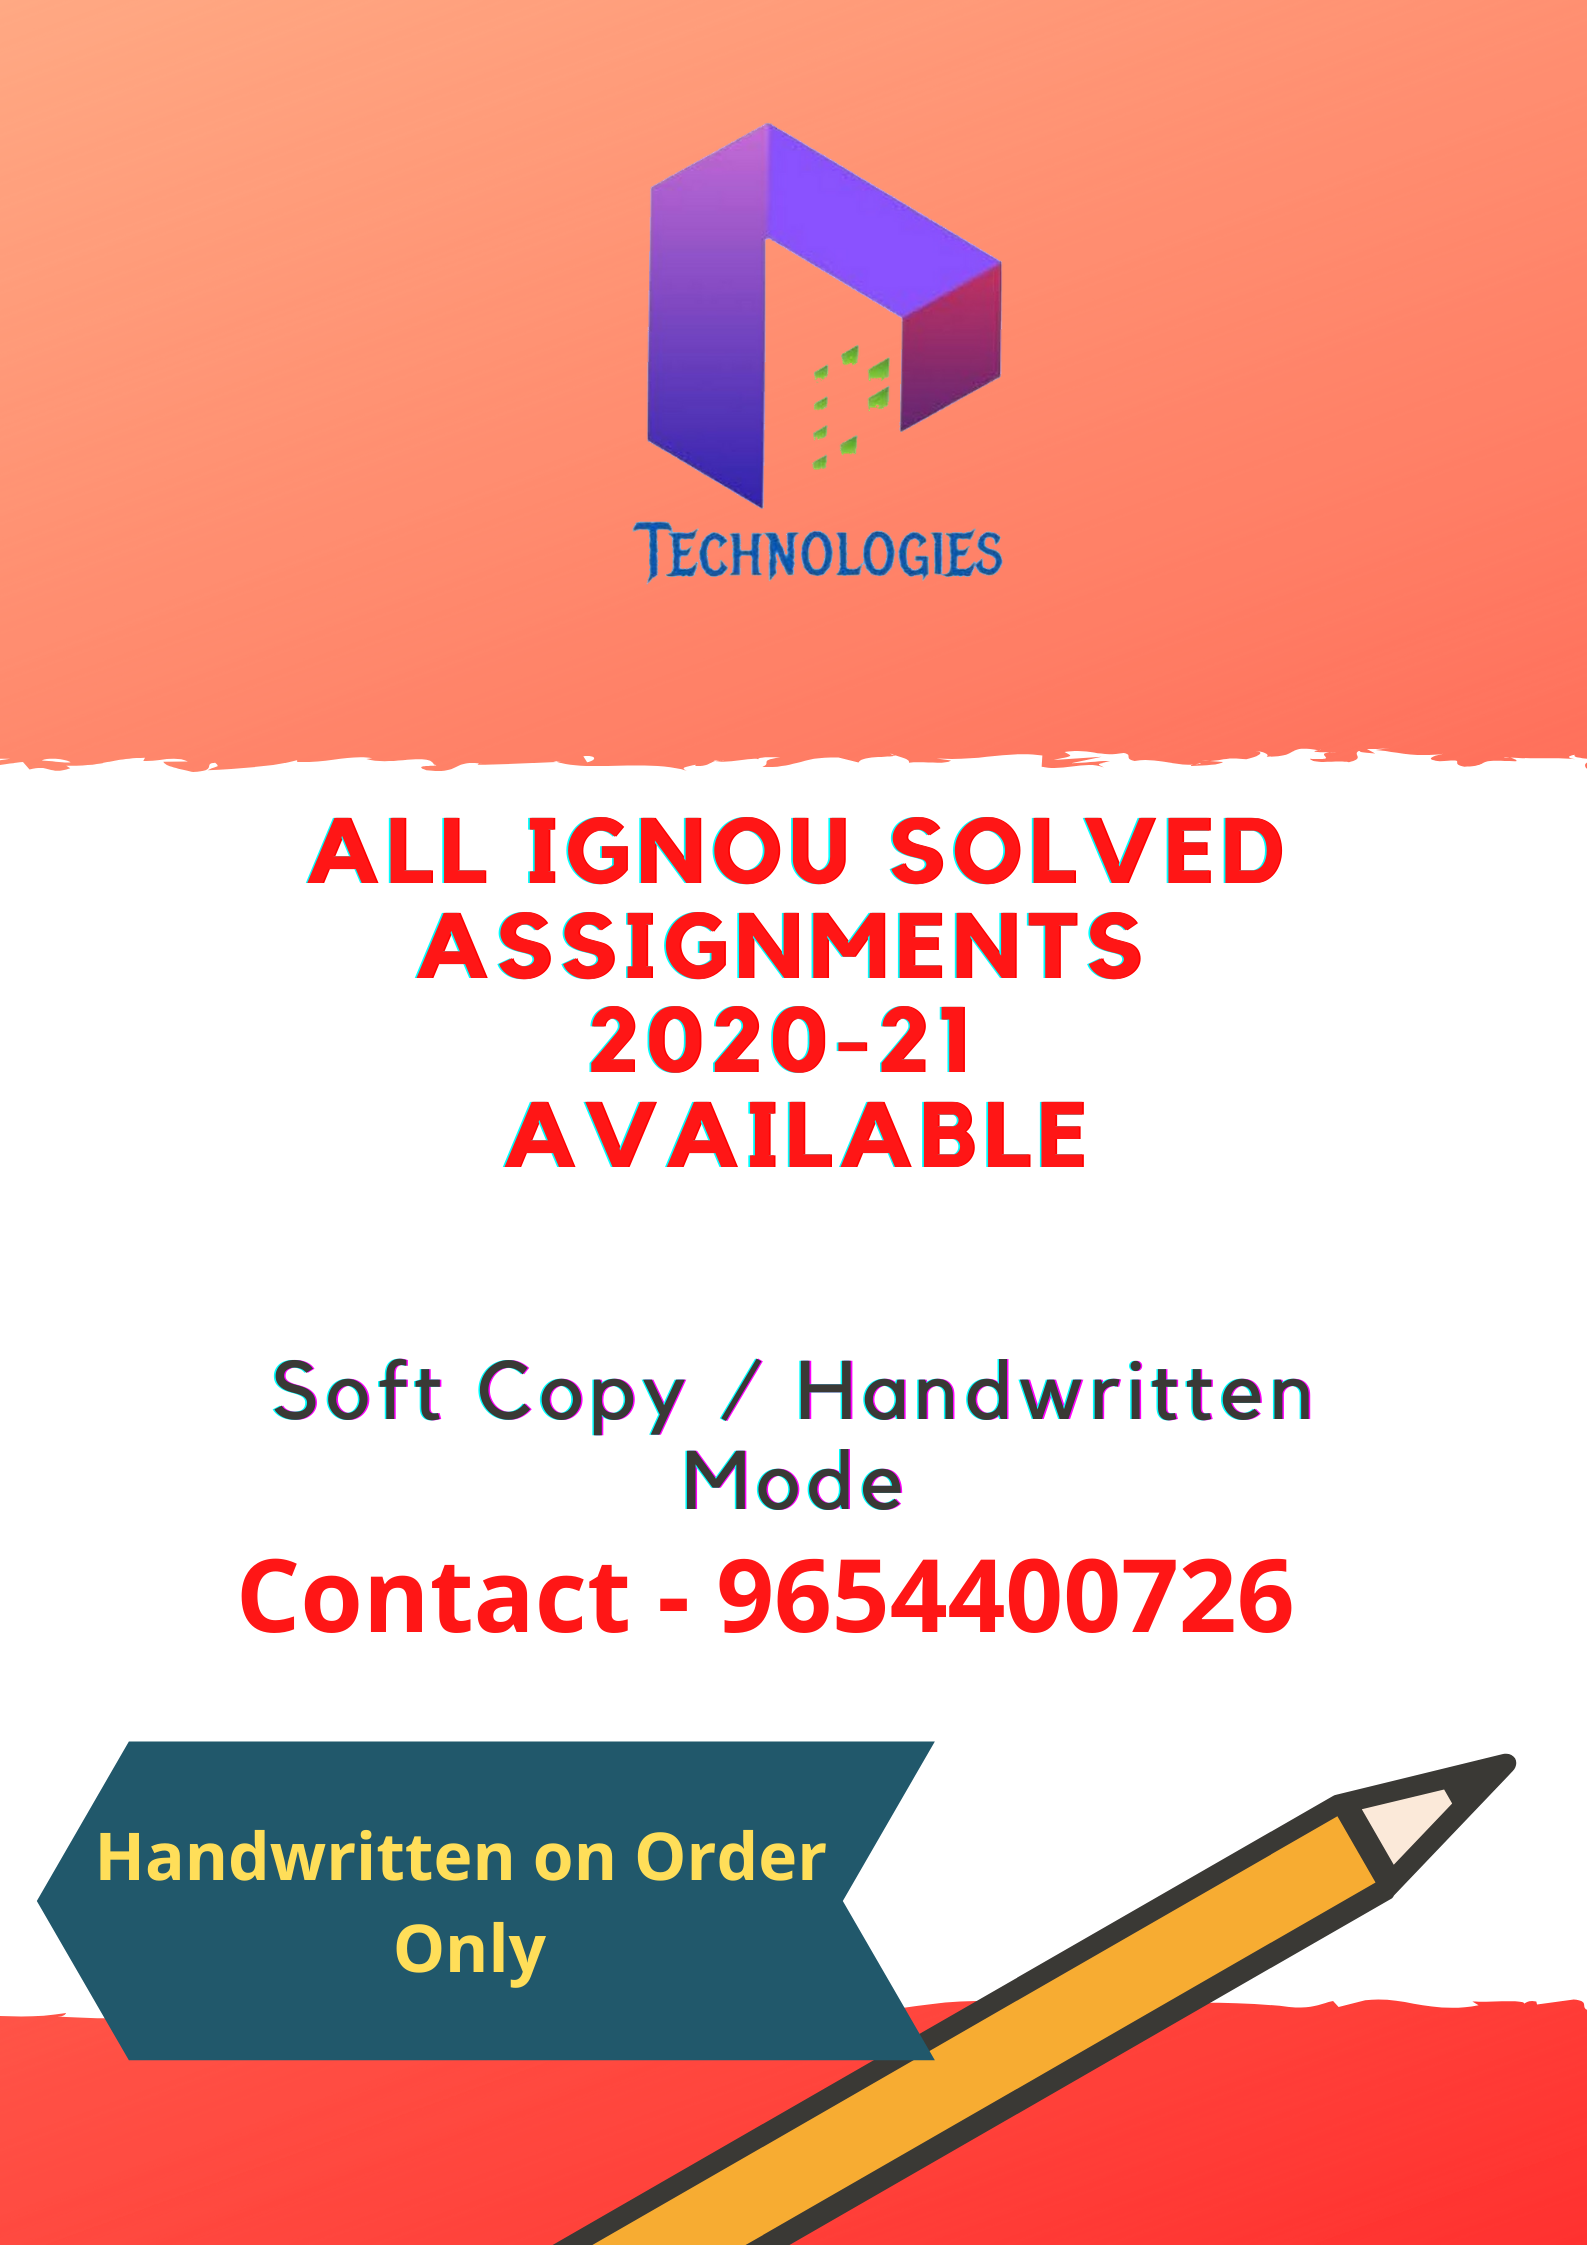 Technologies
ALL IGNOU SOLVED
ASSIGNMENTS
2020-21
AVAILABLE
Soft Copy / Handwritten
Mode
Contact - 9654400726
Handwritten on Order
Only